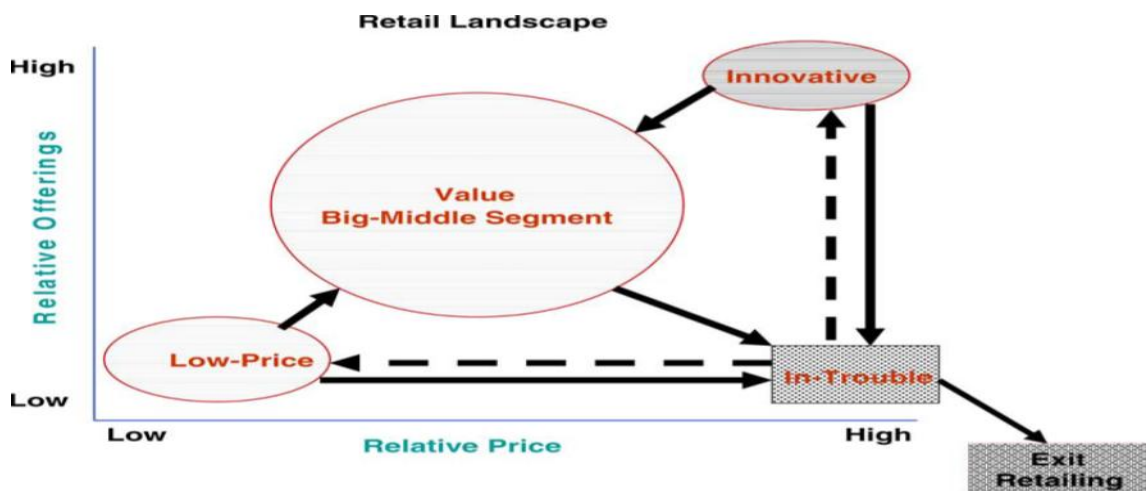 Retail Landscape
High
Innovative
Relative Offerings
Value
Big-Middle Segment
Low-Price
In-Trouble
Low
Low
Relative Price
High
Exit
Retailing